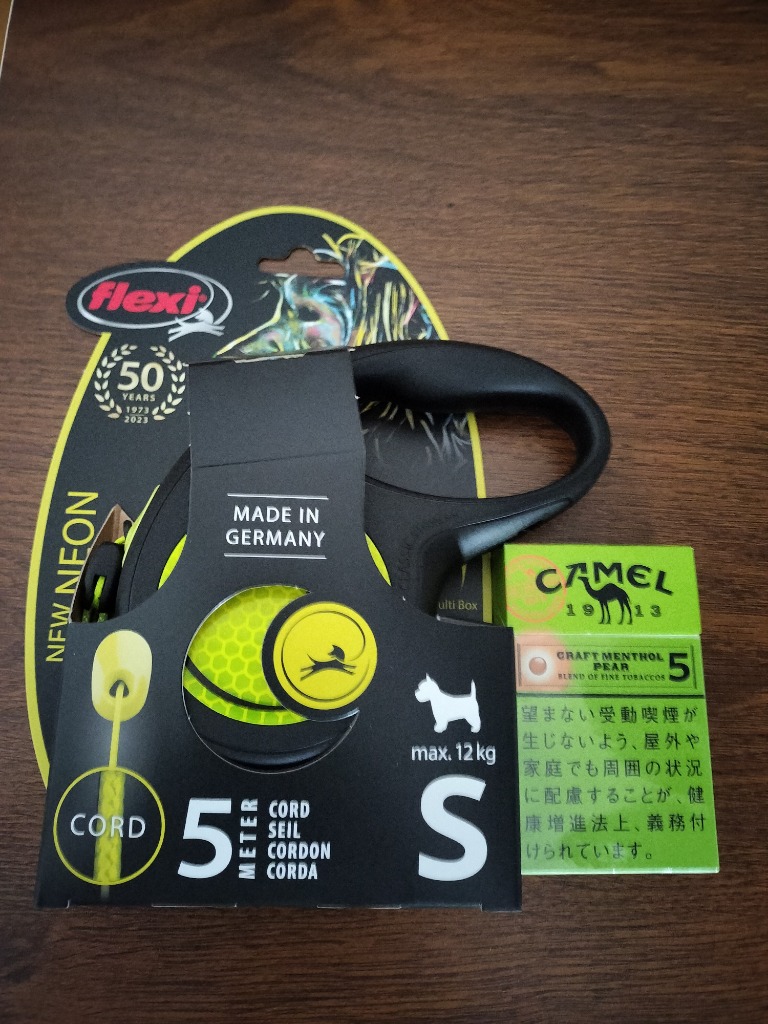 flexi
50
YEARS
1973
2023
NEW NEON
MADE IN
GERMANY
ulti Box
CORD
5
METER
CORD
SEIL
CORDON
CORDA
max. 12 kg
S
CAMEL
19 13
CRAFT MENTHOL
PEAR
BLEND OF FINE TOBACCOS
5
望まない受動喫煙が
生じないよう、屋外や
家庭でも周囲の状況
に配慮することが、健
康増進法上、義務付
けられています。